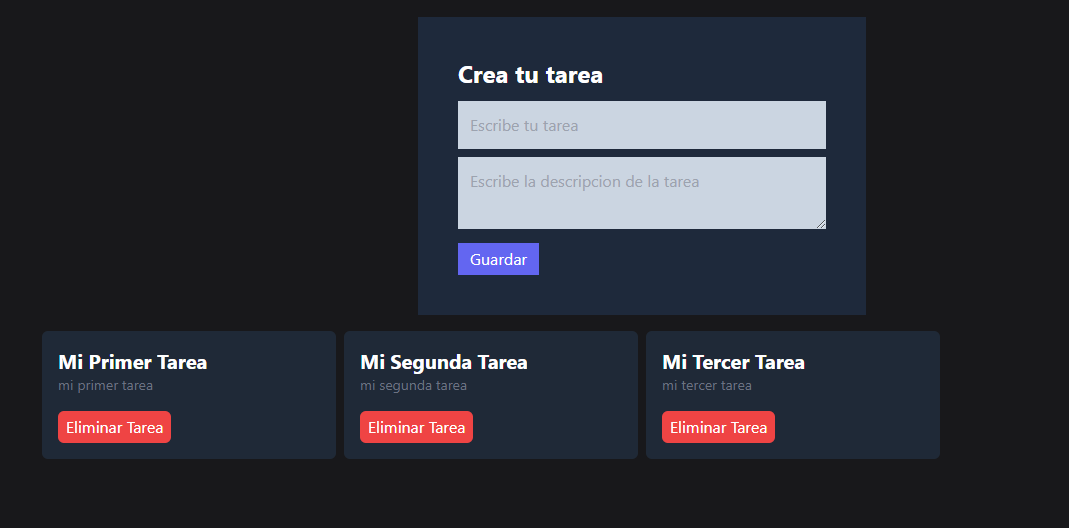 Crea tu tarea
Escribe tu tarea
Escribe la descripcion de la tarea
Guardar
Mi Primer Tarea
mi primer tarea
Eliminar Tarea
Mi Segunda Tarea
mi segunda tarea
Eliminar Tarea
Mi Tercer Tarea
mi tercer tarea
Eliminar Tarea